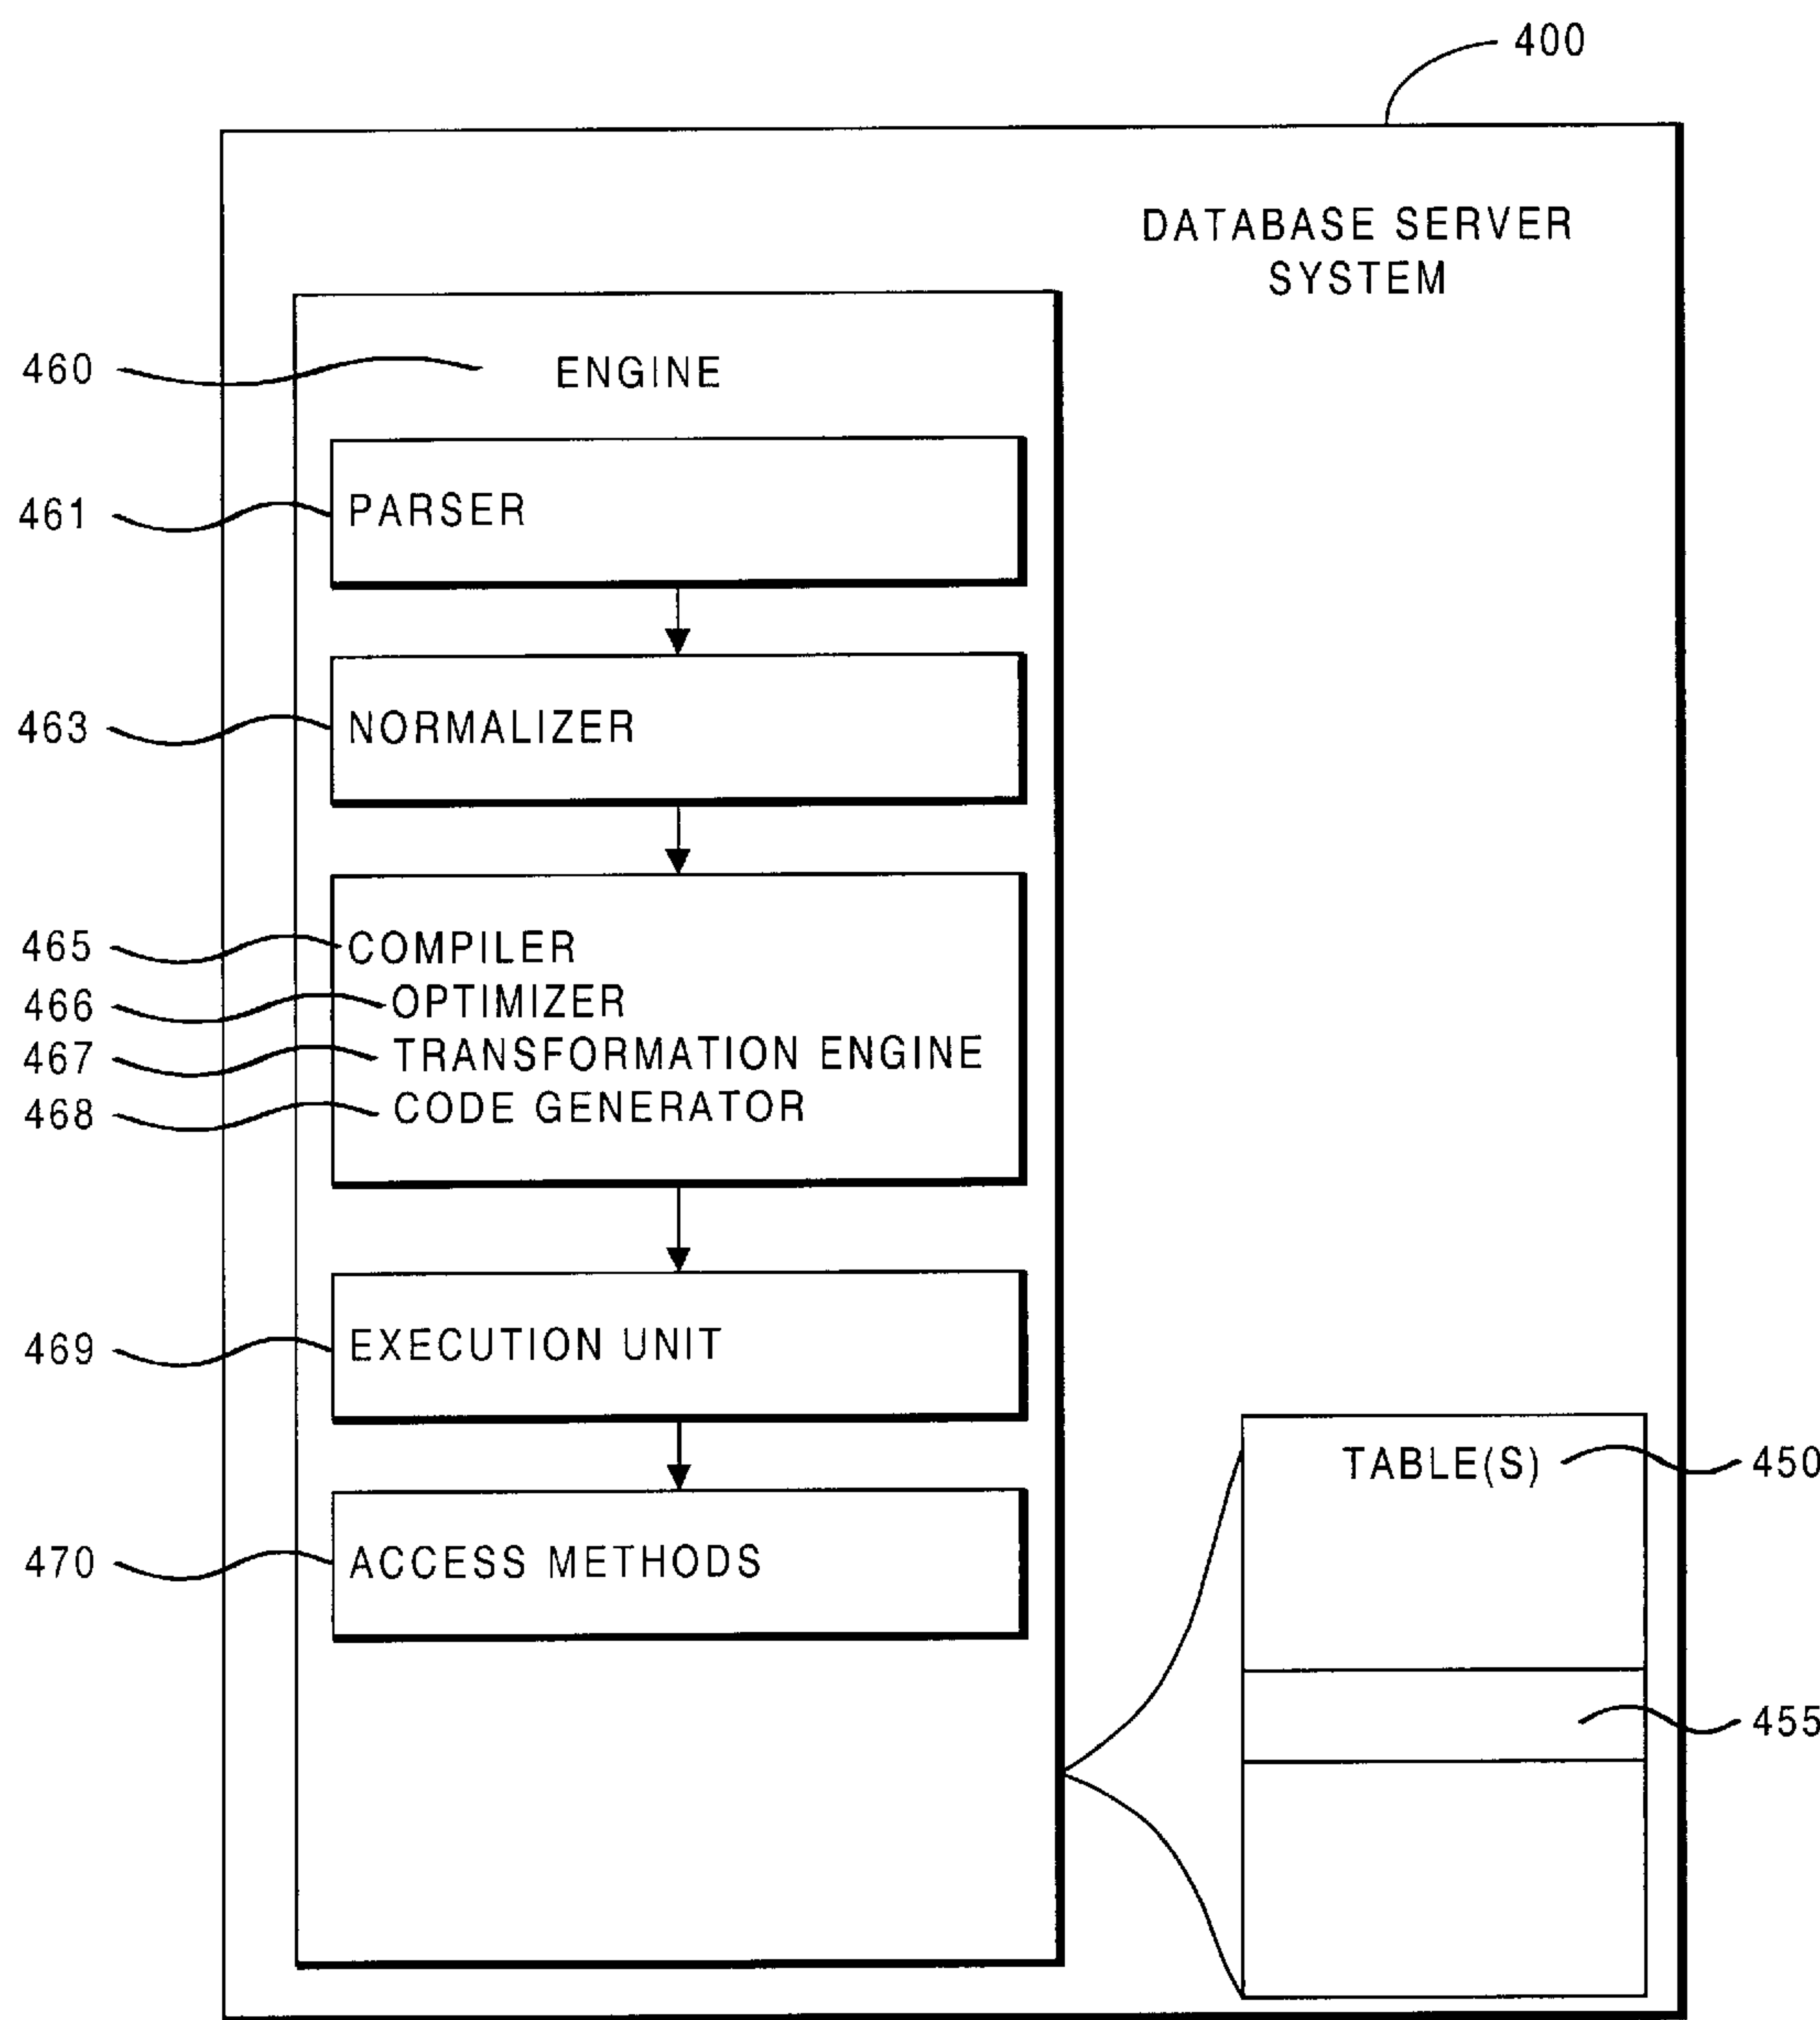 400
DATABASE SERVER
SYSTEM
460 ENGINE
461 PARSER
463 NORMALIZER
465 COMPILER
466 OPTIMIZER
467 TRANSFORMATION ENGINE
468 CODE GENERATOR
469 EXECUTION UNIT
TABLE(S) 450
470 ACCESS METHODS
455